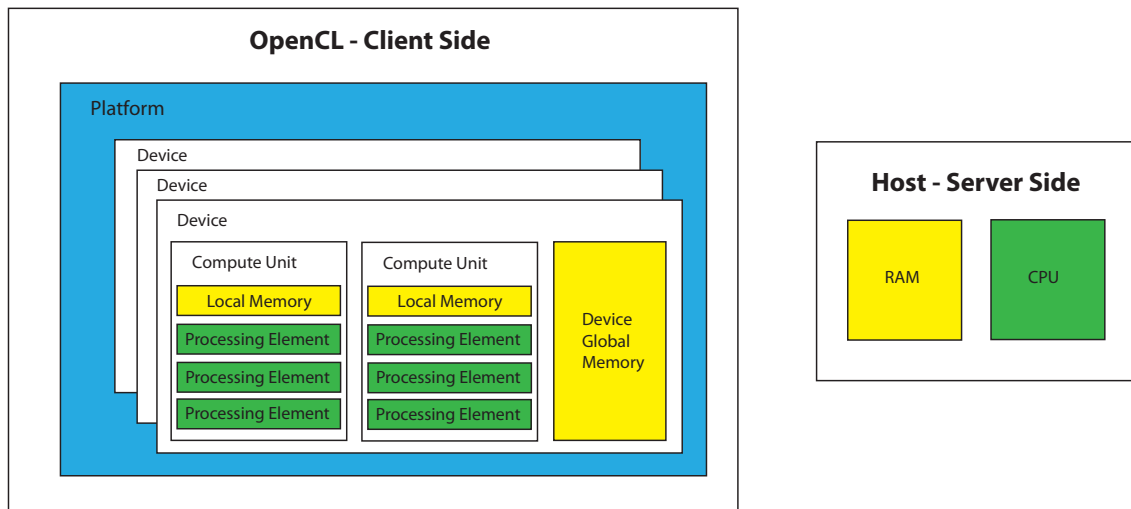 OpenCL - Client Side
Platform
Device
Device
Device
Compute Unit
Local Memory
Processing Element
Processing Element
Processing Element
Compute Unit
Local Memory
Processing Element
Processing Element
Processing Element
Device
Global
Memory
Host - Server Side
RAM
CPU